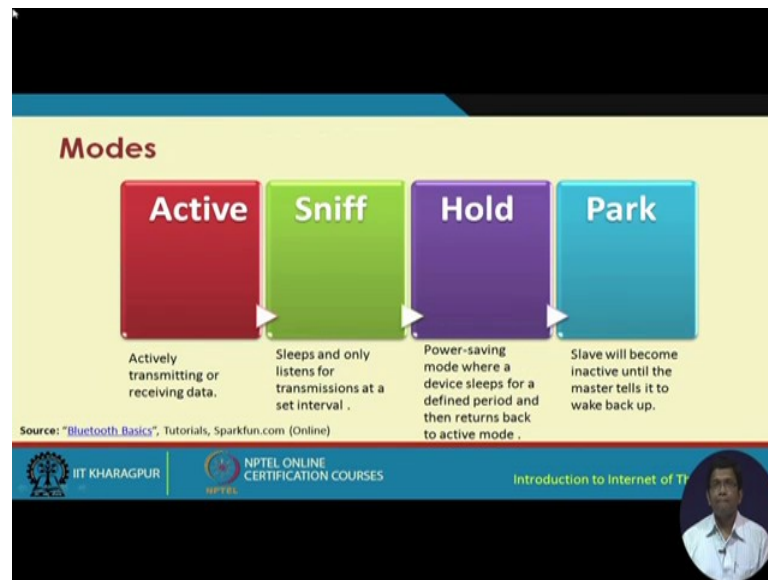 Modes
Active
Sniff
Hold
Park
Actively
transmitting or
receiving data.
Sleeps and only
listens for
transmissions at a
set interval .
Power-saving
mode where a
device sleeps for a
defined period and
then returns back
to active mode .
Slave will become
inactive until the
master tells it to
wake back up.
Source: "Bluetooth Basics", Tutorials, Sparkfun.com (Online)
IIT KHARAGPUR
NPTEL
NPTEL ONLINE
CERTIFICATION COURSES
Introduction to Internet of Th